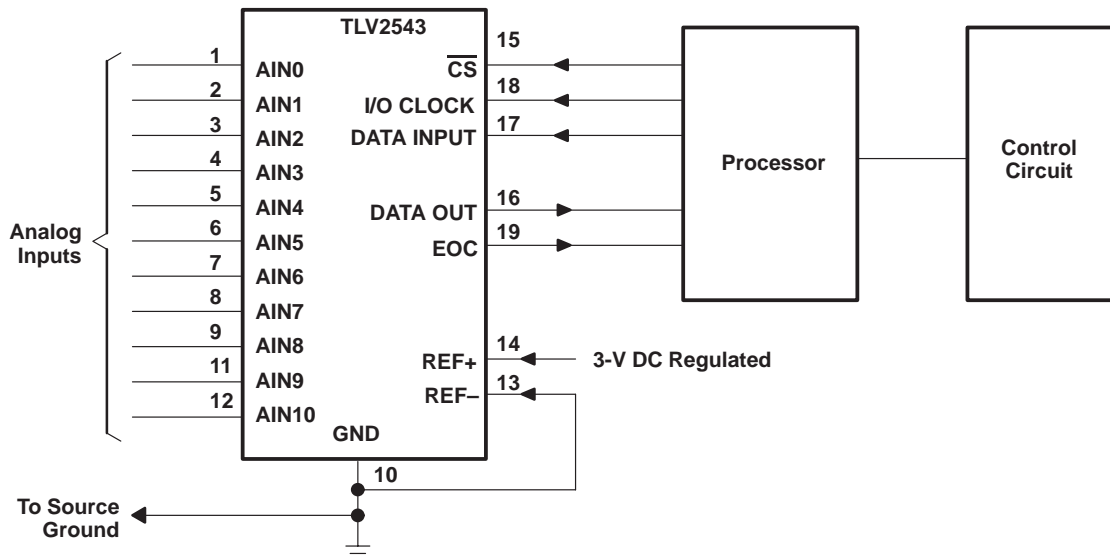 TLV2543
1 AIN0
2 AIN1
3 AIN2
4 AIN3
5 AIN4
6 AIN5
7 AIN6
8 AIN7
9 AIN8
11 AIN9
12 AIN10
Analog
Inputs
C̅S̅ 15
I/O CLOCK 18
DATA INPUT 17
DATA OUT 16
EOC 19
REF+ 14
3-V DC Regulated
REF– 13
GND
10
To Source
Ground
Processor
Control
Circuit